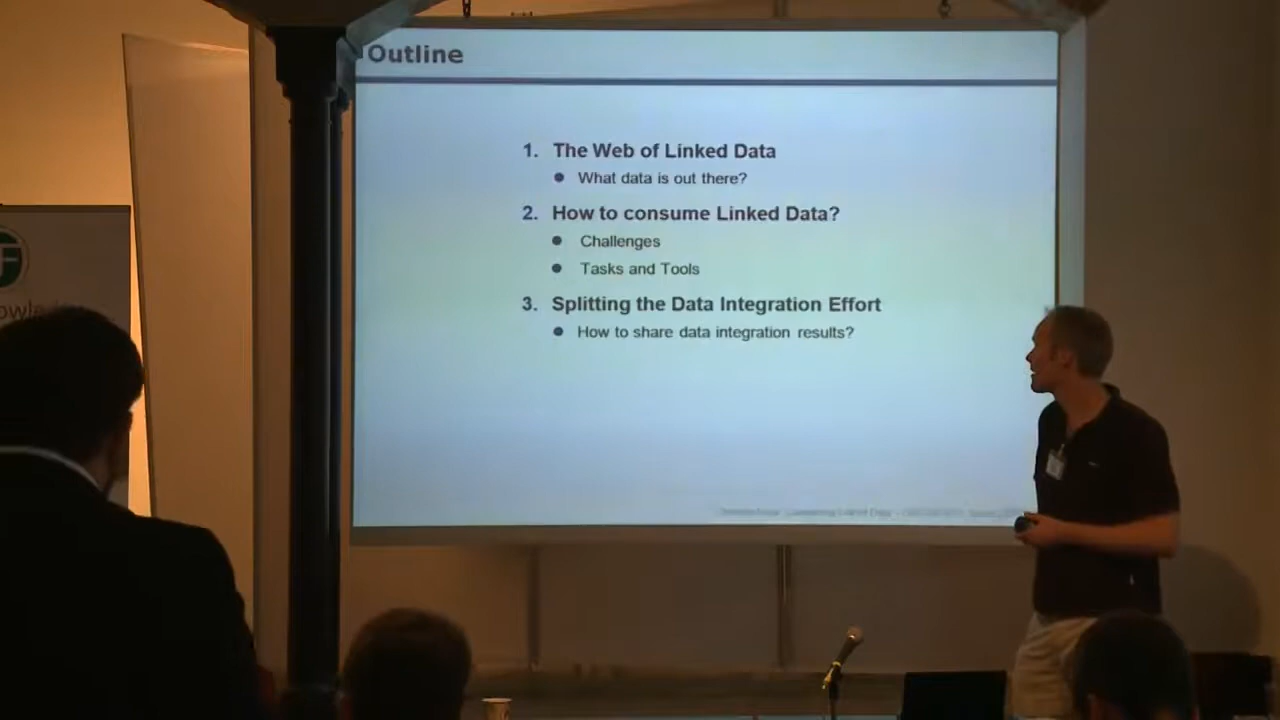 Outline
1. The Web of Linked Data
What data is out there?
2. How to consume Linked Data?
Challenges
Tasks and Tools
3. Splitting the Data Integration Effort
How to share data integration results?